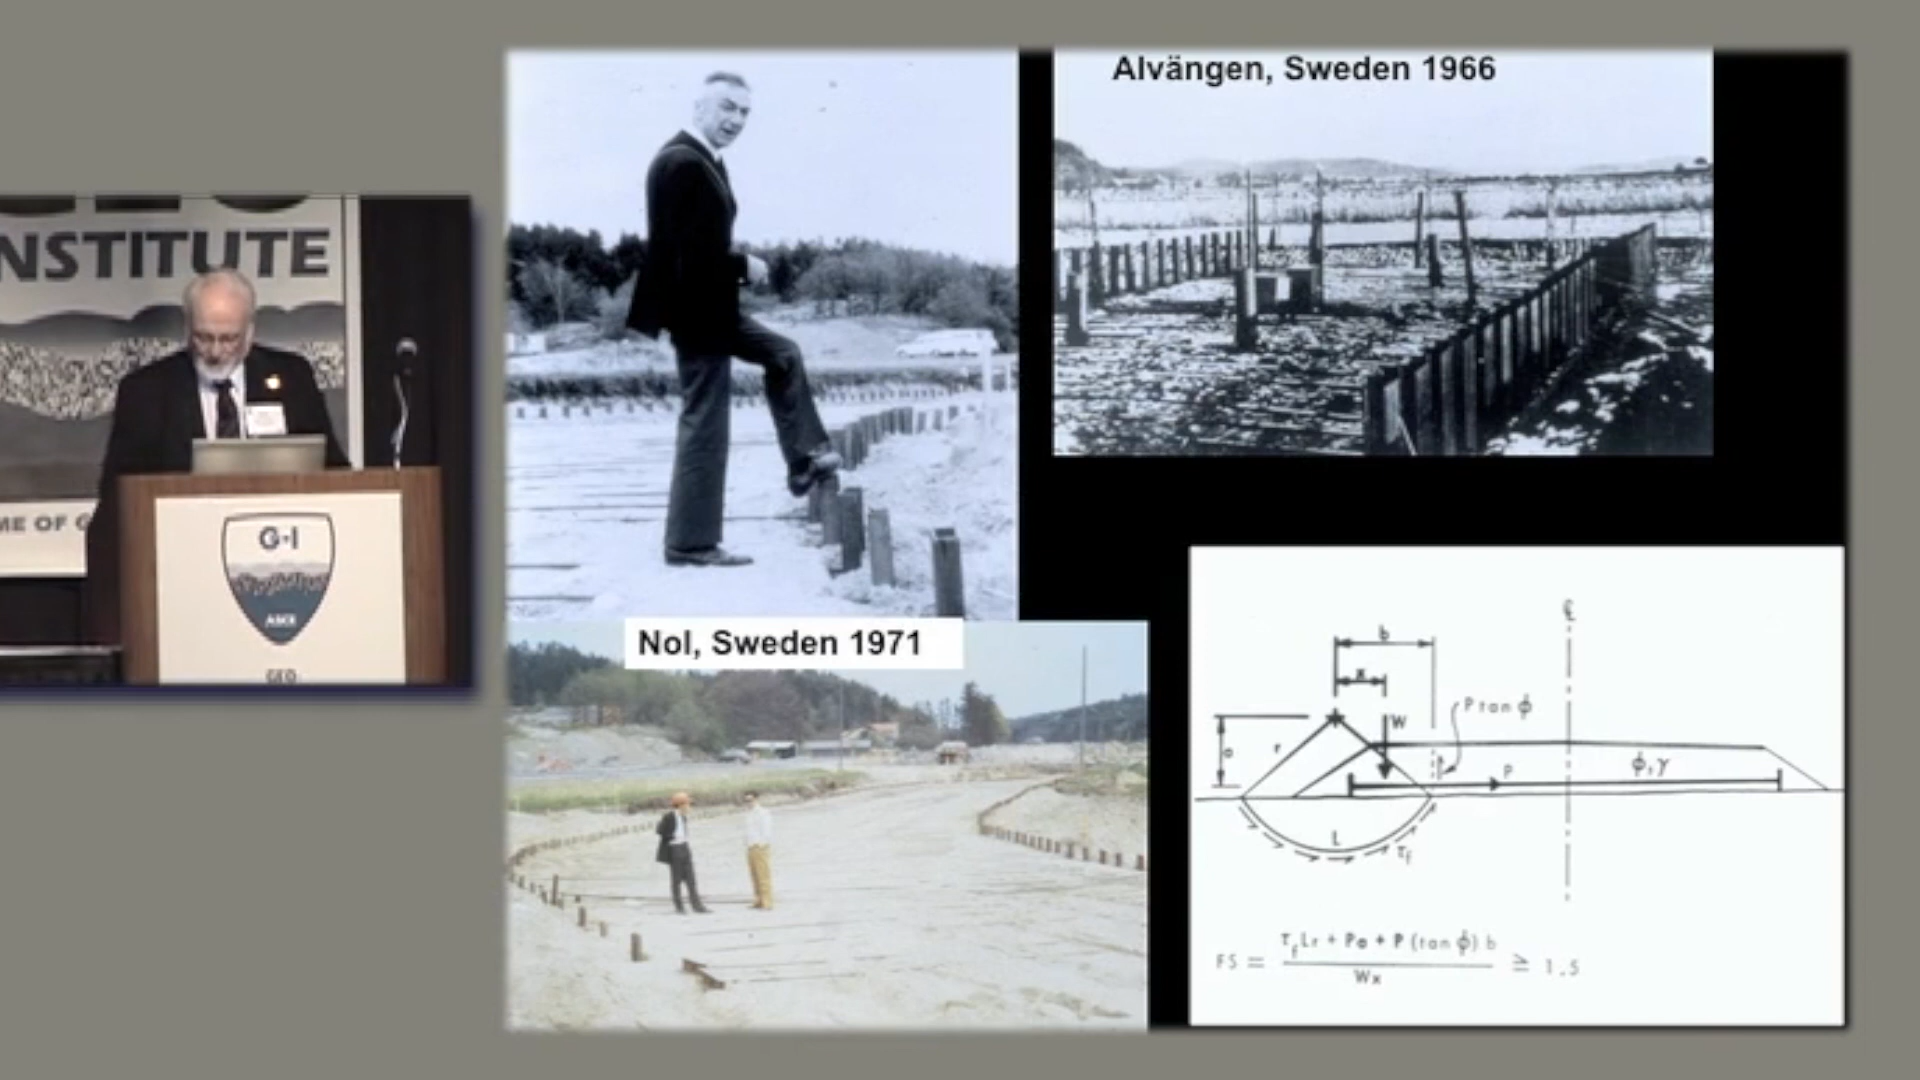 NSTITUTE
ME OF G
G-I
ASCE
GEO
Alvängen, Sweden 1966
Nol, Sweden 1971
b
x
W
P tan ϕ
r
a
P
ϕ, γ
L
τf
℄
FS = τf Lr + Pa + P (tan ϕ) b / Wx ≥ 1.5